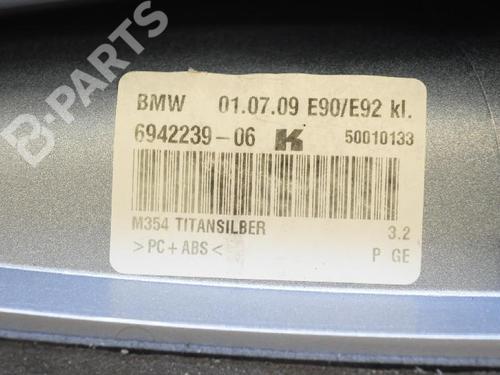 B-PARTS
BMW 01.07.09 E90/E92 kl.
6942239-06 K 50010133
M354 TITANSILBER 3.2
>PC+ABS< P GE